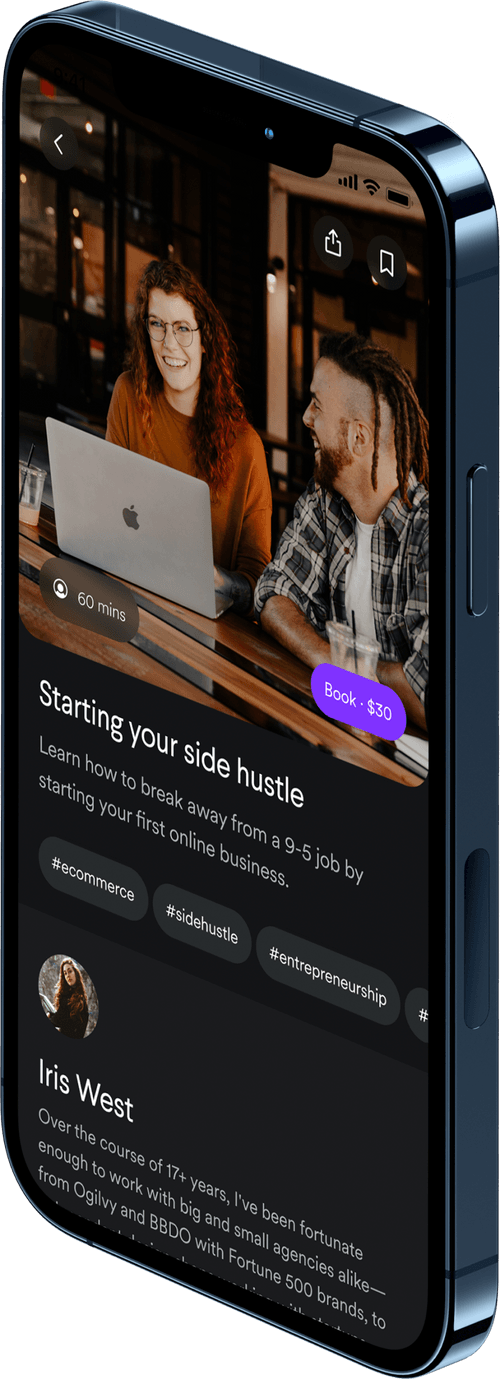 60 mins
Book · $30
Starting your side hustle
Learn how to break away from a 9-5 job by
starting your first online business.
#ecommerce
#sidehustle
#entrepreneurship
#
Iris West
Over the course of 17+ years, I've been fortunate
enough to work with big and small agencies alike—
from Ogilvy and BBDO with Fortune 500 brands, to